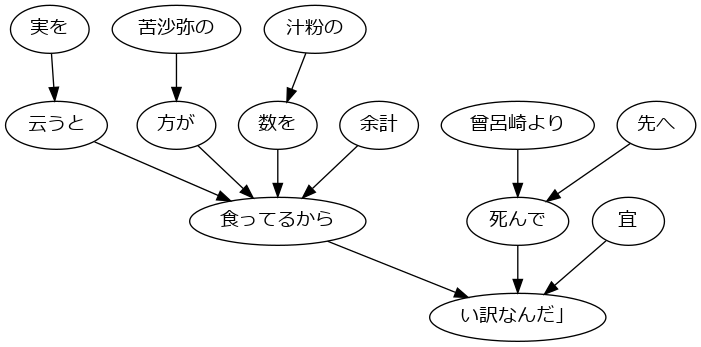 実を
苦沙弥の
汁粉の
云うと
方が
数を
余計
曾呂崎より
先へ
食ってるから
死んで
宜
い訳なんだ」